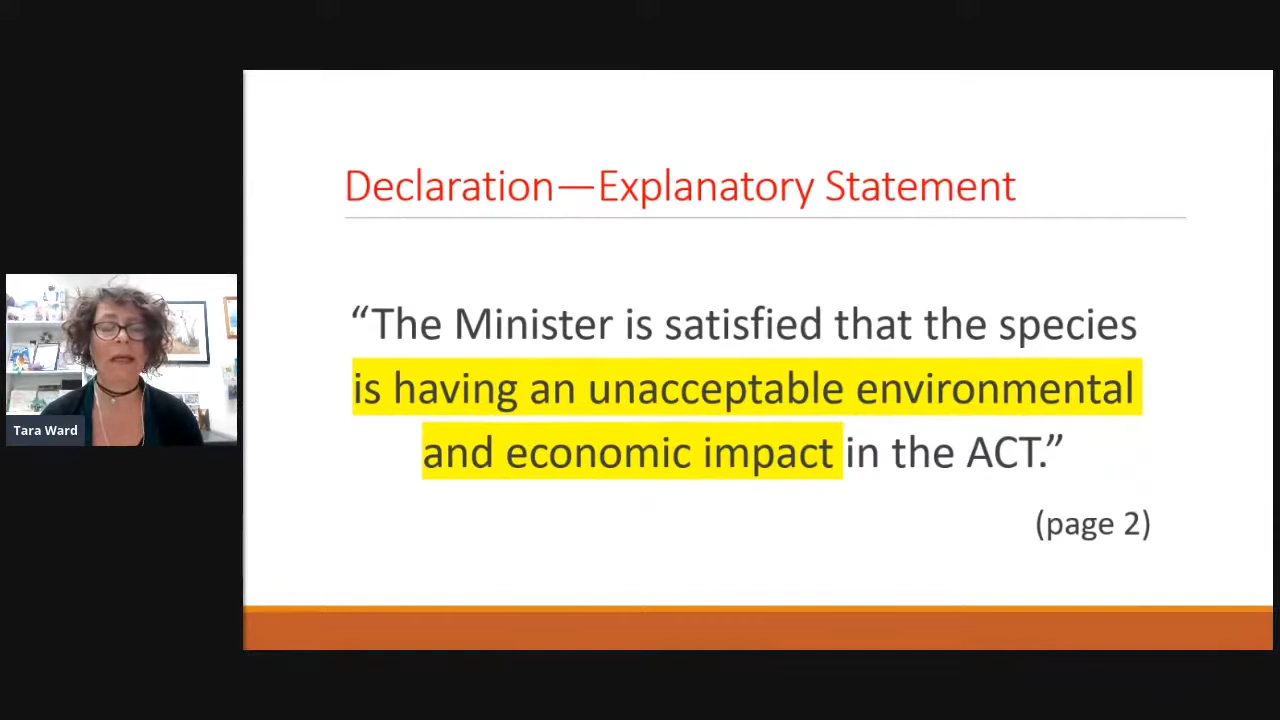 Declaration—Explanatory Statement
“The Minister is satisfied that the species
is having an unacceptable environmental
and economic impact in the ACT.”
(page 2)
Tara Ward